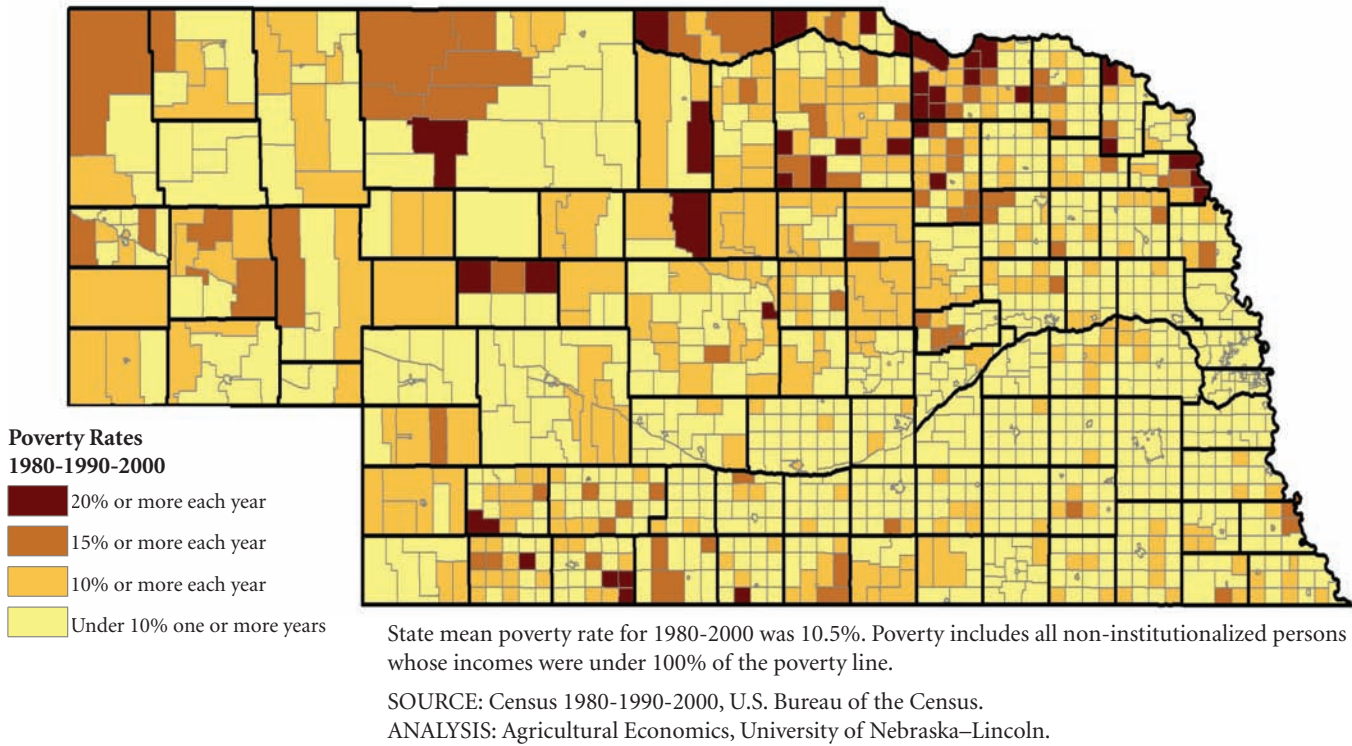 Poverty Rates
1980-1990-2000
20% or more each year
15% or more each year
10% or more each year
Under 10% one or more years
State mean poverty rate for 1980-2000 was 10.5%. Poverty includes all non-institutionalized persons
whose incomes were under 100% of the poverty line.
SOURCE: Census 1980-1990-2000, U.S. Bureau of the Census.
ANALYSIS: Agricultural Economics, University of Nebraska–Lincoln.